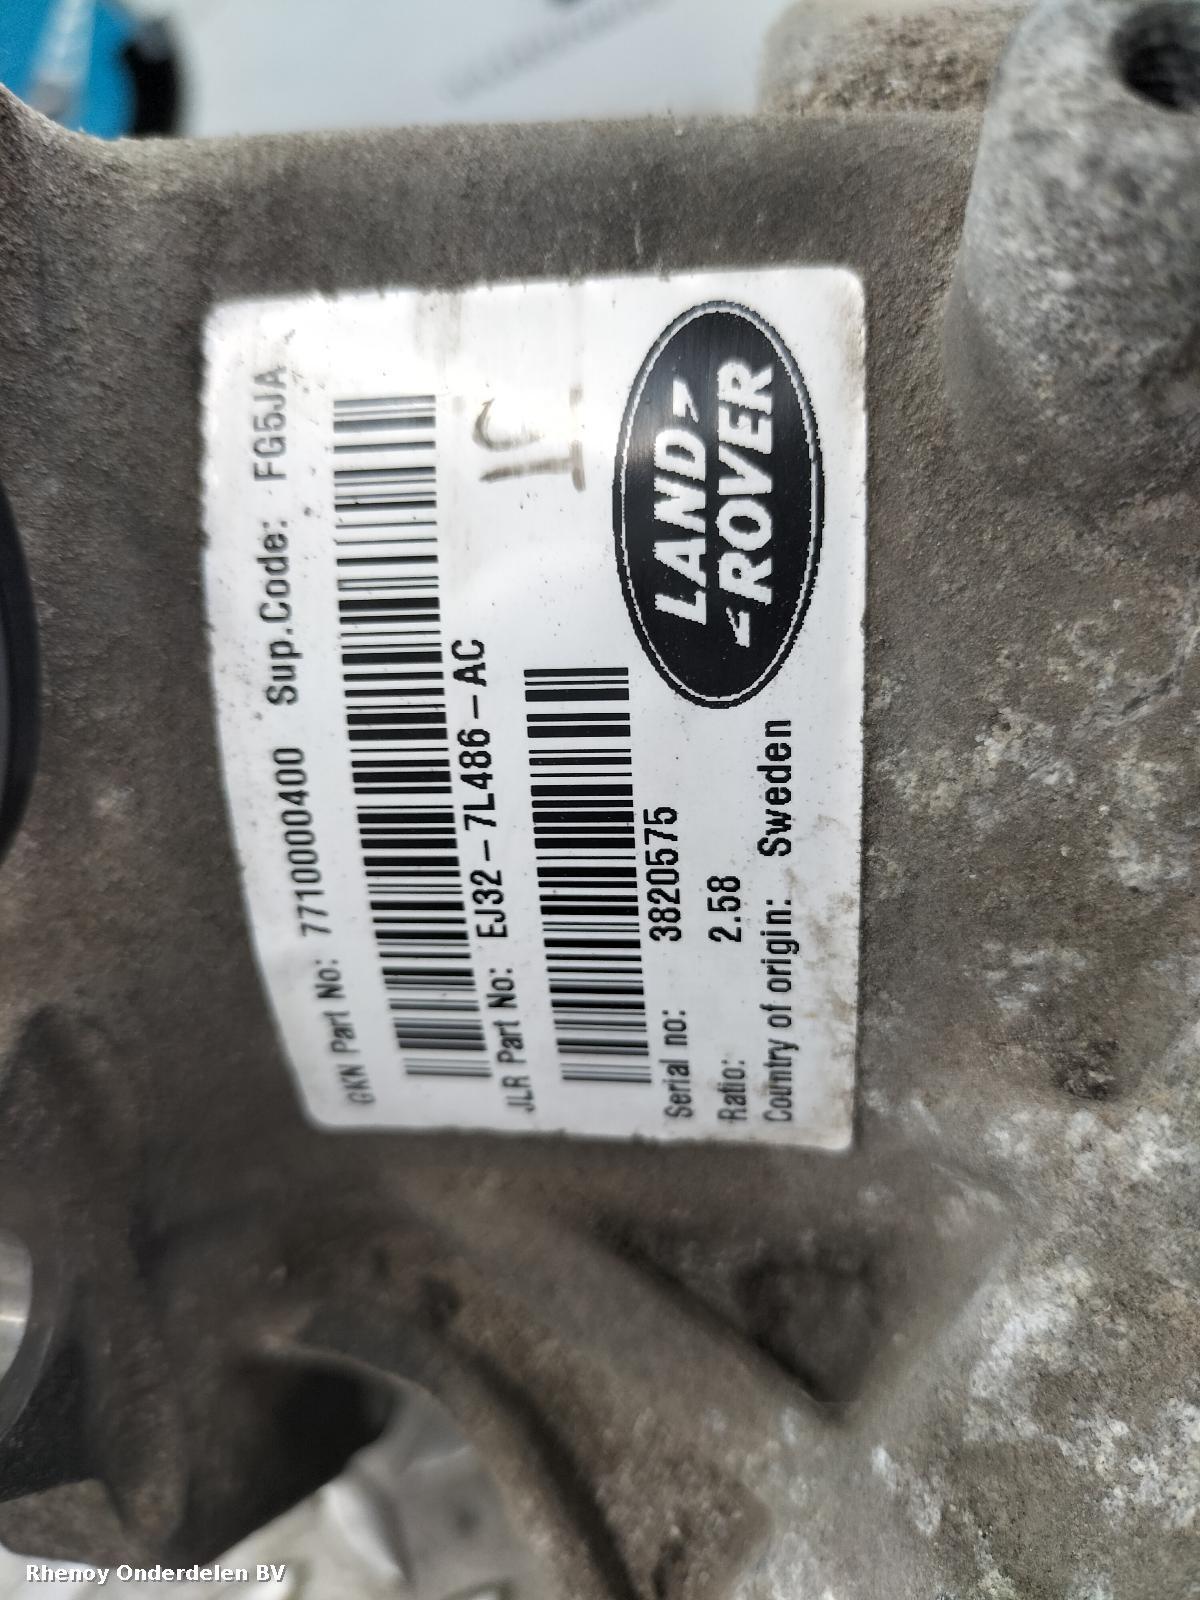 GKN Part No: 7710000400 Sup.Code: FG5JA
JLR Part No: EJ32-7L486-AC
Serial no: 3820575
Ratio: 2.58
Country of origin: Sweden
LAND
ROVER
Rhenoy Onderdelen BV